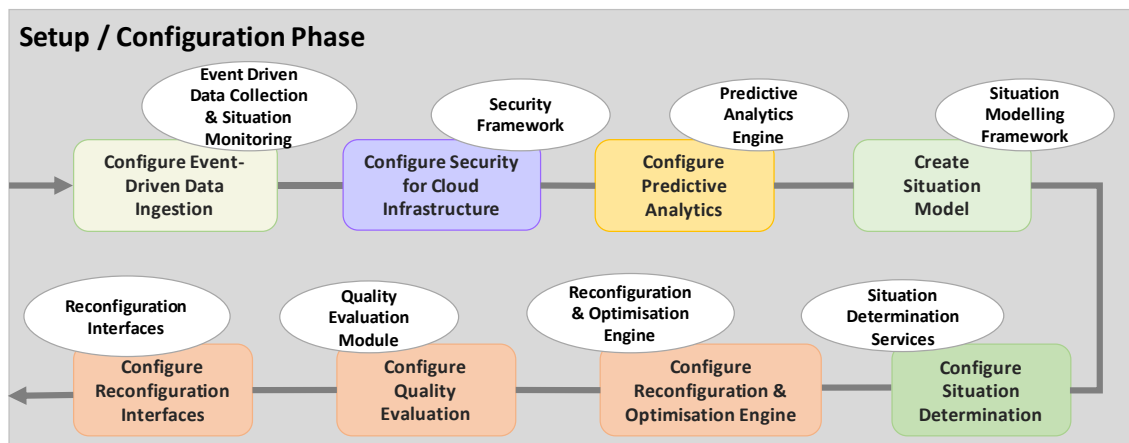 Setup / Configuration Phase
Event Driven
Data Collection
& Situation
Monitoring
Configure Event-
Driven Data
Ingestion
Security
Framework
Configure Security
for Cloud
Infrastructure
Predictive
Analytics
Engine
Configure
Predictive
Analytics
Situation
Modelling
Framework
Create
Situation
Model
Reconfiguration
Interfaces
Configure
Reconfiguration
Interfaces
Quality
Evaluation
Module
Configure
Quality
Evaluation
Reconfiguration
& Optimisation
Engine
Configure
Reconfiguration &
Optimisation Engine
Situation
Determination
Services
Configure
Situation
Determination